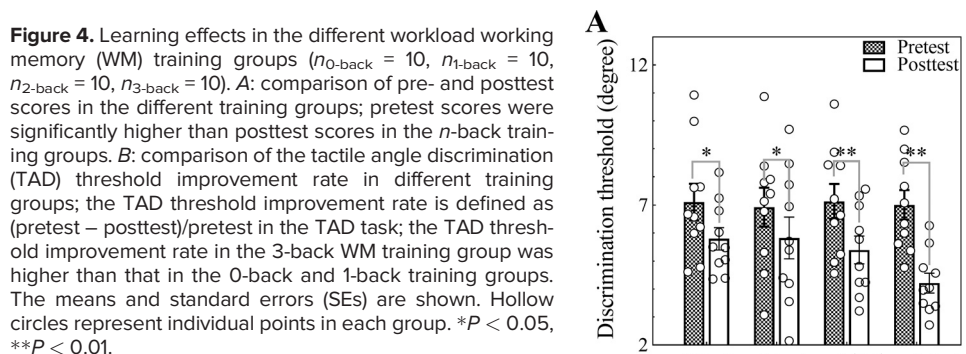 Figure 4. Learning effects in the different workload working
memory (WM) training groups (n0-back = 10, n1-back = 10,
n2-back = 10, n3-back = 10). A: comparison of pre- and posttest
scores in the different training groups; pretest scores were
significantly higher than posttest scores in the n-back train-
ing groups. B: comparison of the tactile angle discrimination
(TAD) threshold improvement rate in different training
groups; the TAD threshold improvement rate is defined as
(pretest – posttest)/pretest in the TAD task; the TAD thresh-
old improvement rate in the 3-back WM training group was
higher than that in the 0-back and 1-back training groups.
The means and standard errors (SEs) are shown. Hollow
circles represent individual points in each group. *P < 0.05,
**P < 0.01.
A
Discrimination threshold (degree)
12
7
2
Pretest
Posttest
*
*
**
**